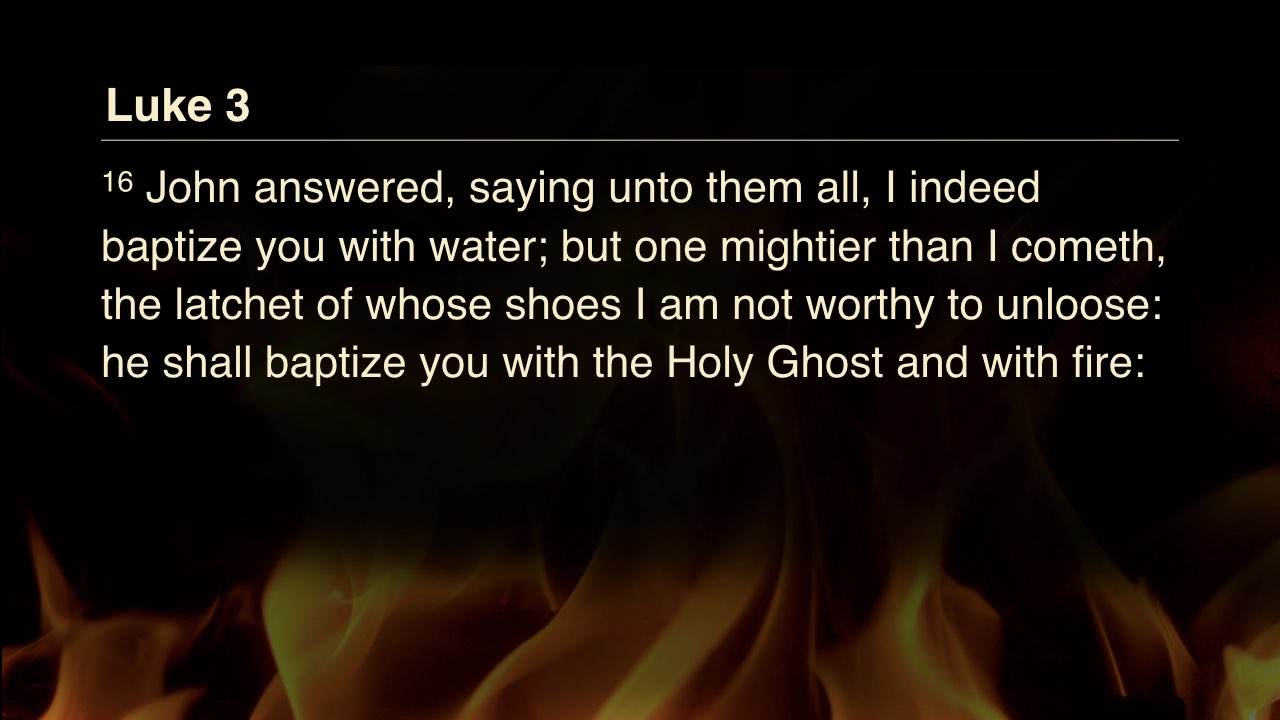 Luke 3
16 John answered, saying unto them all, I indeed
baptize you with water; but one mightier than I cometh,
the latchet of whose shoes I am not worthy to unloose:
he shall baptize you with the Holy Ghost and with fire: